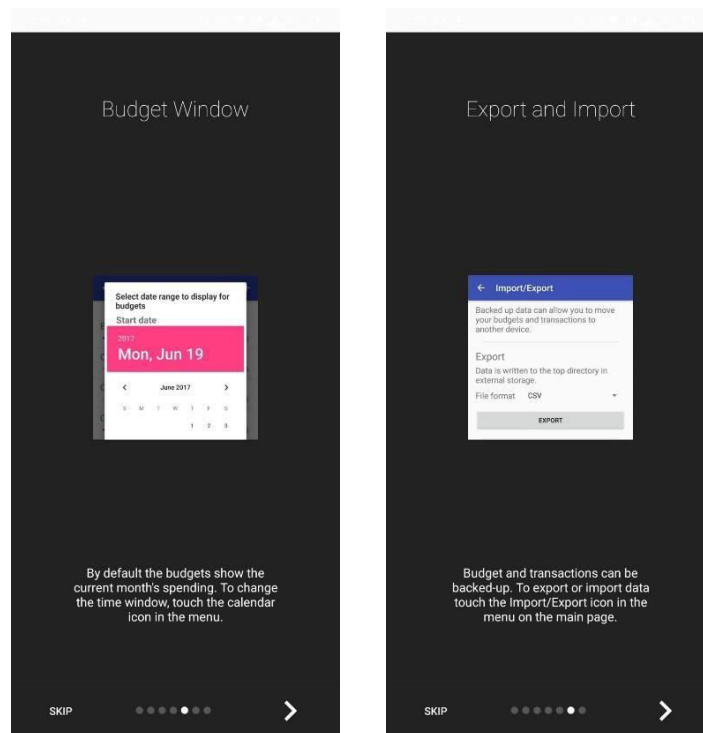 Budget Window
Select date range to display for
budgets
Start date
2017
Mon, Jun 19
June 2017
S M T W T F S
1 2 3
By default the budgets show the
current month's spending. To change
the time window, touch the calendar
icon in the menu.
SKIP
Export and Import
Import/Export
Backed up data can allow you to move
your budgets and transactions to
another device.
Export
Data is written to the top directory in
external storage.
File format CSV
EXPORT
Budget and transactions can be
backed-up. To export or import data
touch the Import/Export icon in the
menu on the main page.
SKIP